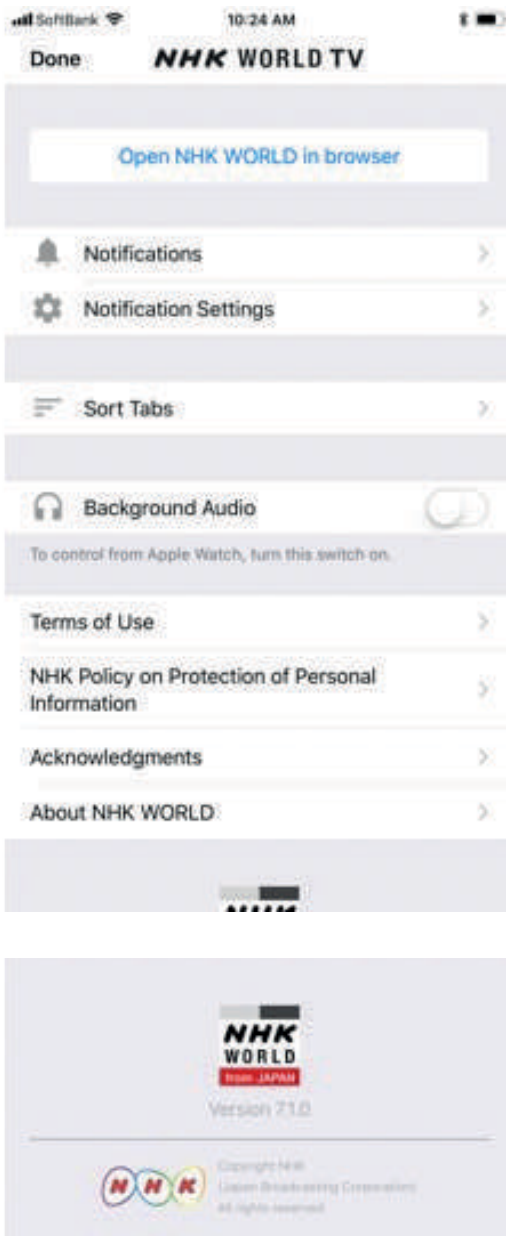 SoftBank 10:24 AM
Done NHK WORLD TV
Open NHK WORLD in browser
Notifications
Notification Settings
Sort Tabs
Background Audio
To control from Apple Watch, turn this switch on.
Terms of Use
NHK Policy on Protection of Personal
Information
Acknowledgments
About NHK WORLD
NHK
NHK
WORLD
from JAPAN
Version 7.1.0
NHK
Copyright NHK
(Japan Broadcasting Corporation)
All rights reserved